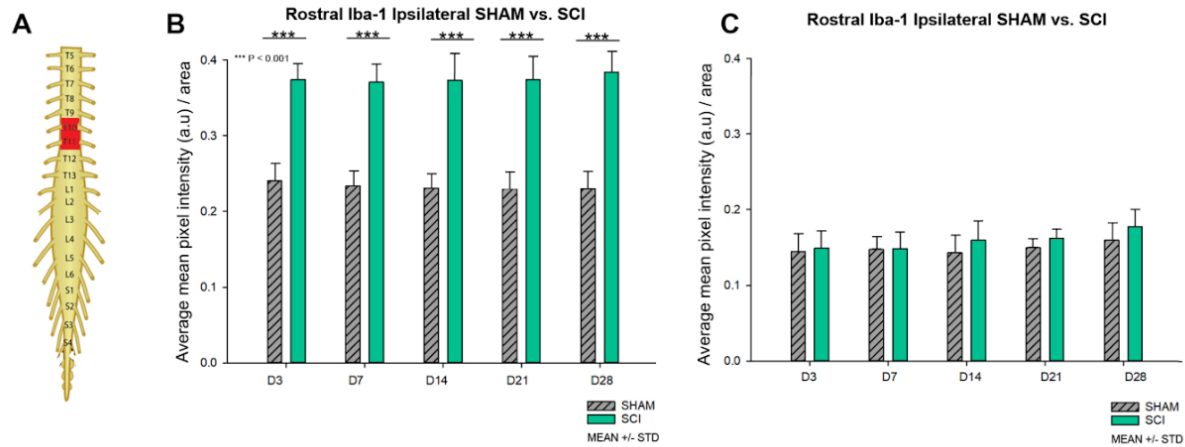 A
T5
T6
T7
T8
T9
T10
T11
T12
T13
L1
L2
L3
L4
L5
L6
S1
S2
S3
S4
B
Rostral Iba-1 Ipsilateral SHAM vs. SCI
*** *** *** *** ***
*** P < 0.001
Average mean pixel intensity (a.u) / area
0.4
0.3
0.2
0.1
0.0
D3 D7 D14 D21 D28
SHAM
SCI
MEAN +/- STD
C
Rostral Iba-1 Ipsilateral SHAM vs. SCI
Average mean pixel intensity (a.u) / area
0.4
0.3
0.2
0.1
0.0
D3 D7 D14 D21 D28
SHAM
SCI
MEAN +/- STD